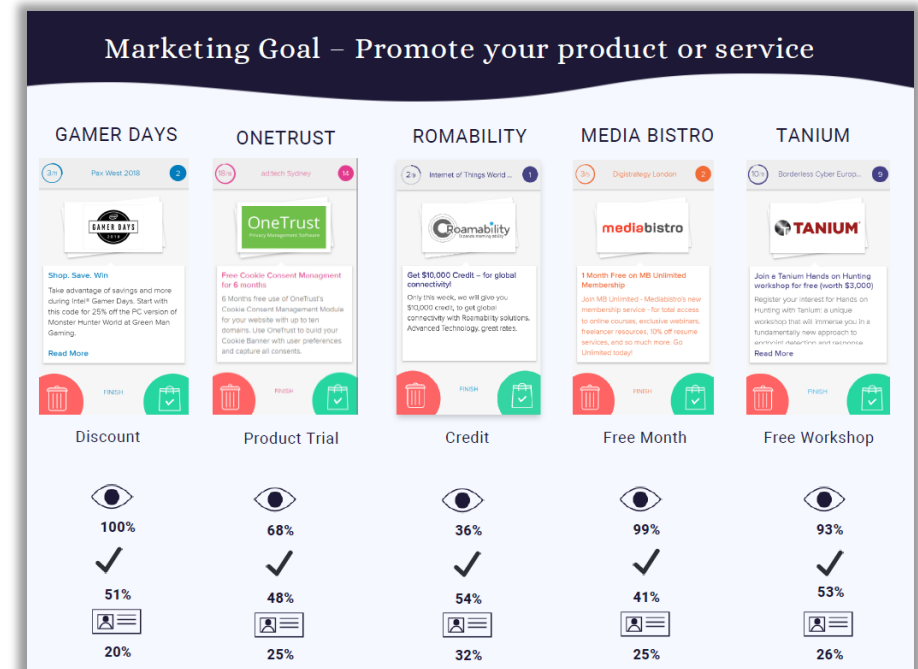 Marketing Goal – Promote your product or service
GAMER DAYS
ONETRUST
ROMABILITY
MEDIA BISTRO
TANIUM
3/11
Pax West 2018
2
intel
GAMER DAYS
2018
Shop. Save. Win
Take advantage of savings and more
during Intel® Gamer Days. Start with
this code for 25% off the PC version of
Monster Hunter World at Green Man
Gaming.
Read More
FINISH
Discount
ad:tech Sydney
14
OneTrust
Privacy Management Software
Free Cookie Consent Managment
for 6 months
6 Months free use of OneTrust's
Cookie Consent Management Module
for your website with up to ten
domains. Use OneTrust to build your
Cookie Banner with user preferences
and capture all consents.
FINISH
Product Trial
Internet of Things World ...
1
Roamability
Get $10,000 Credit – for global
connectivity!
Only this week, we will give you
$10,000 credit, to get global
connectivity with Roamability solutions.
Advanced Technology, great rates.
FINISH
Credit
Digistrategy London
2
mediabistro
1 Month Free on MB Unlimited
Membership
Join MB Unlimited - Mediabistro's new
membership service - for total access
to online courses, exclusive webinars,
freelancer resources, 10% off resume
services, and so much more. Go
Unlimited today!
FINISH
Free Month
Borderless Cyber Europ...
9
TANIUM
Join a Tanium Hands on Hunting
workshop for free (worth $3,000)
Register your interest for Hands on
Hunting with Tanium: a unique
workshop that will immerse you in a
fundamentally new approach to
endpoint detection and response
Read More
FINISH
Free Workshop
100%
68%
36%
99%
93%
51%
48%
54%
41%
53%
20%
25%
32%
25%
26%